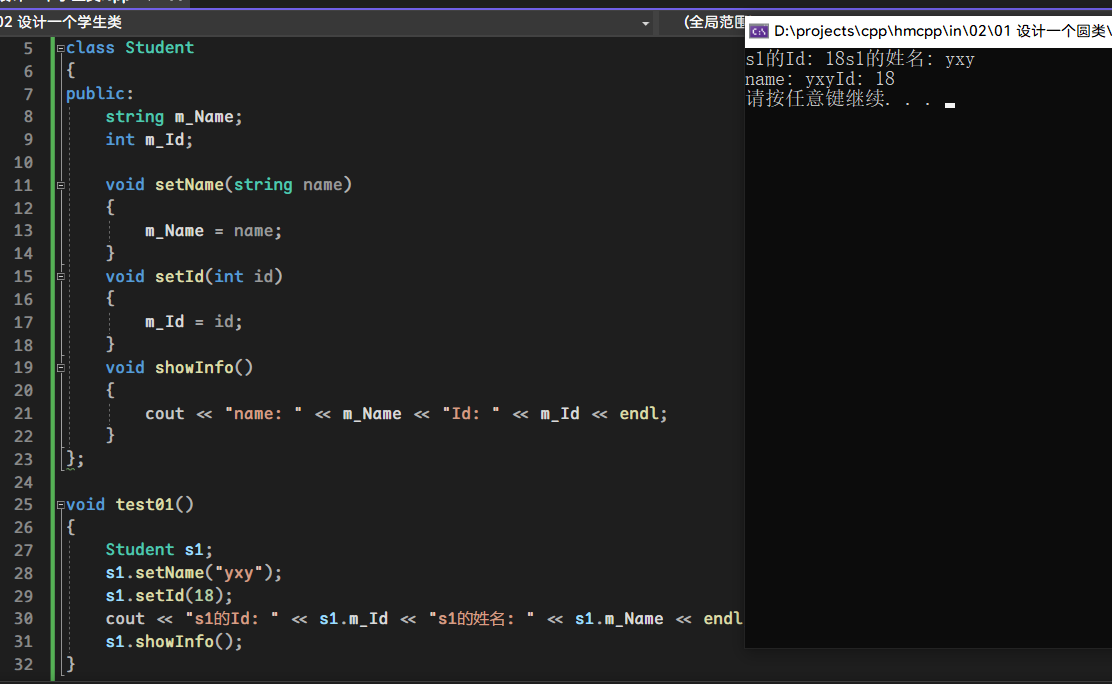 02 设计一个学生类
(全局范围
5 class Student
6 {
7 public:
8 string m_Name;
9 int m_Id;
10
11 void setName(string name)
12 {
13 m_Name = name;
14 }
15 void setId(int id)
16 {
17 m_Id = id;
18 }
19 void showInfo()
20 {
21 cout << "name: " << m_Name << "Id: " << m_Id << endl;
22 }
23 };
24
25 void test01()
26 {
27 Student s1;
28 s1.setName("yxy");
29 s1.setId(18);
30 cout << "s1的Id: " << s1.m_Id << "s1的姓名: " << s1.m_Name << endl
31 s1.showInfo();
32 }
D:\projects\cpp\hmcpp\in\02\01 设计一个圆类\
s1的Id: 18s1的姓名: yxy
name: yxyId: 18
请按任意键继续. . .